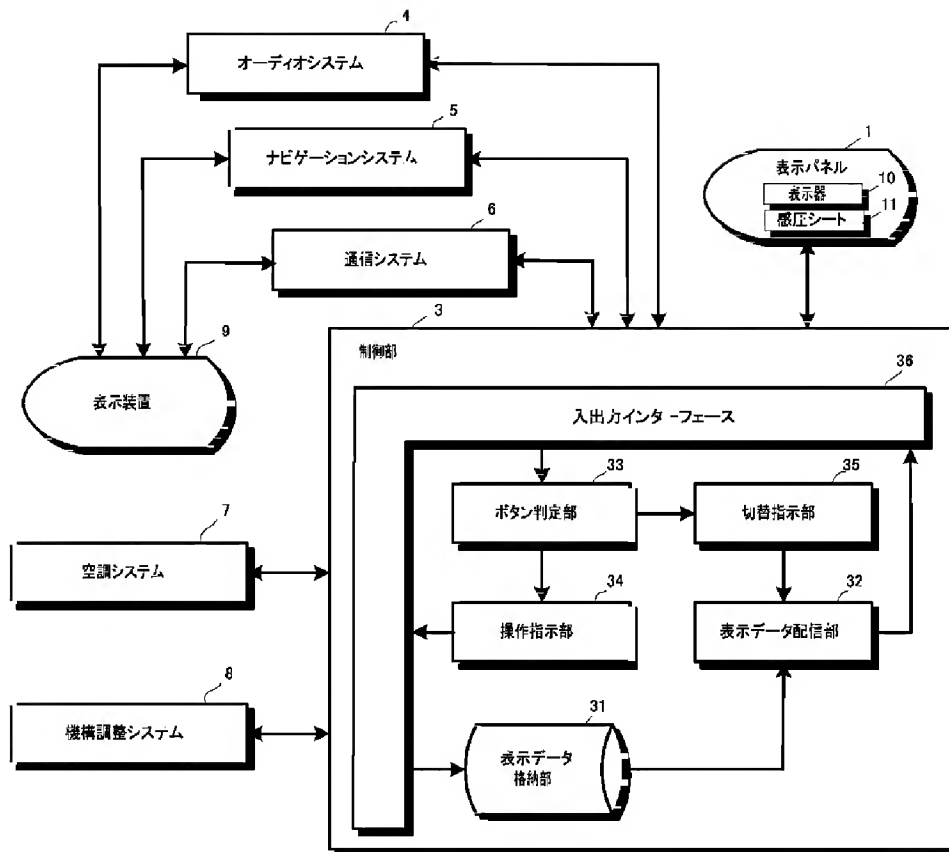 4
オーディオシステム
5
ナビゲーションシステム
1
表示パネル
表示器
10
感圧シート
11
6
通信システム
3
制御部
9
表示装置
36
入出力インターフェース
33
ボタン判定部
35
切替指示部
7
空調システム
34
操作指示部
32
表示データ配信部
8
機構調整システム
31
表示データ
格納部